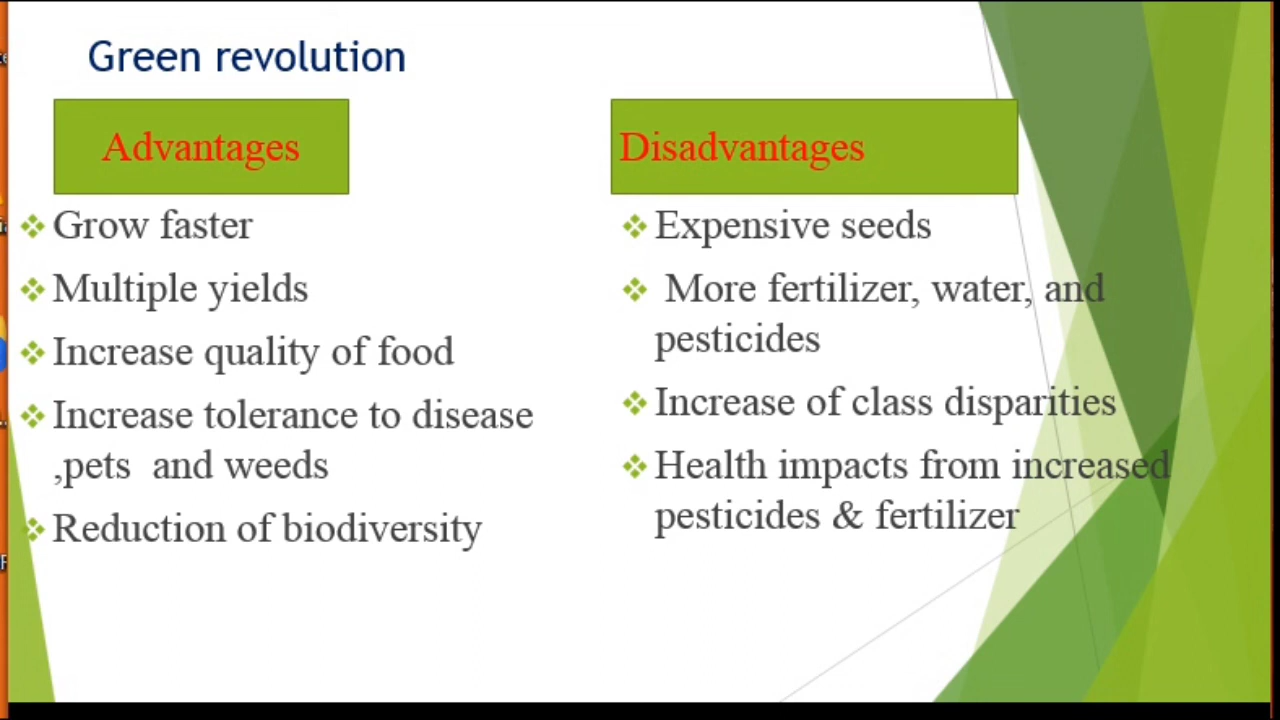 Green revolution
Advantages
Grow faster
Multiple yields
Increase quality of food
Increase tolerance to disease
,pets and weeds
Reduction of biodiversity
Disadvantages
Expensive seeds
More fertilizer, water, and
pesticides
Increase of class disparities
Health impacts from increased
pesticides & fertilizer